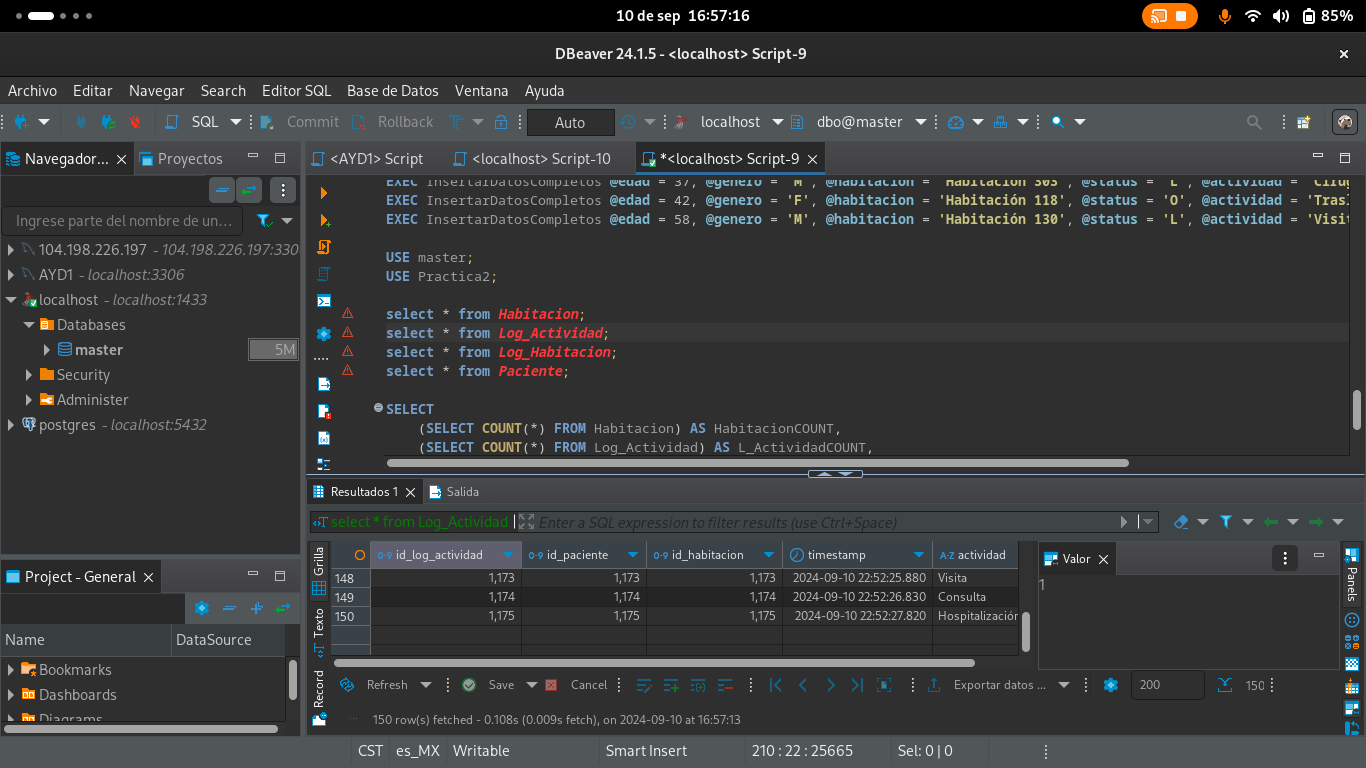 10 de sep 16:57:16
85%
DBeaver 24.1.5 - <localhost> Script-9
Archivo Editar Navegar Search Editor SQL Base de Datos Ventana Ayuda
SQL Commit Rollback Auto localhost dbo@master
Navegador... Proyectos
Ingrese parte del nombre de un...
104.198.226.197 - 104.198.226.197:330
AYD1 - localhost:3306
localhost - localhost:1433
Databases
master 5M
Security
Administer
postgres - localhost:5432
Project - General
Name DataSource
Bookmarks
Dashboards
Diagrams
<AYD1> Script <localhost> Script-10 *<localhost> Script-9
EXEC InsertarDatosCompletos @edad = 37, @genero = 'M', @habitacion = 'Habitación 303', @status = 'L', @actividad = 'Cirug
EXEC InsertarDatosCompletos @edad = 42, @genero = 'F', @habitacion = 'Habitación 118', @status = 'O', @actividad = 'Tras
EXEC InsertarDatosCompletos @edad = 58, @genero = 'M', @habitacion = 'Habitación 130', @status = 'L', @actividad = 'Visit
USE master;
USE Practica2;
select * from Habitacion;
select * from Log_Actividad;
select * from Log_Habitacion;
select * from Paciente;
SELECT
(SELECT COUNT(*) FROM Habitacion) AS HabitacionCOUNT,
(SELECT COUNT(*) FROM Log_Actividad) AS L_ActividadCOUNT,
Resultados 1 Salida
select * from Log_Actividad Enter a SQL expression to filter results (use Ctrl+Space)
Grilla
Texto
Record
id_log_actividad id_paciente id_habitacion timestamp actividad
148 1,173 1,173 1,173 2024-09-10 22:52:25.880 Visita
149 1,174 1,174 1,174 2024-09-10 22:52:26.830 Consulta
150 1,175 1,175 1,175 2024-09-10 22:52:27.820 Hospitalización
Valor
1
Panels
Refresh Save Cancel Exportar datos ... 200 150
150 row(s) fetched - 0.108s (0.009s fetch), on 2024-09-10 at 16:57:13
CST es_MX Writable Smart Insert 210 : 22 : 25665 Sel: 0 | 0